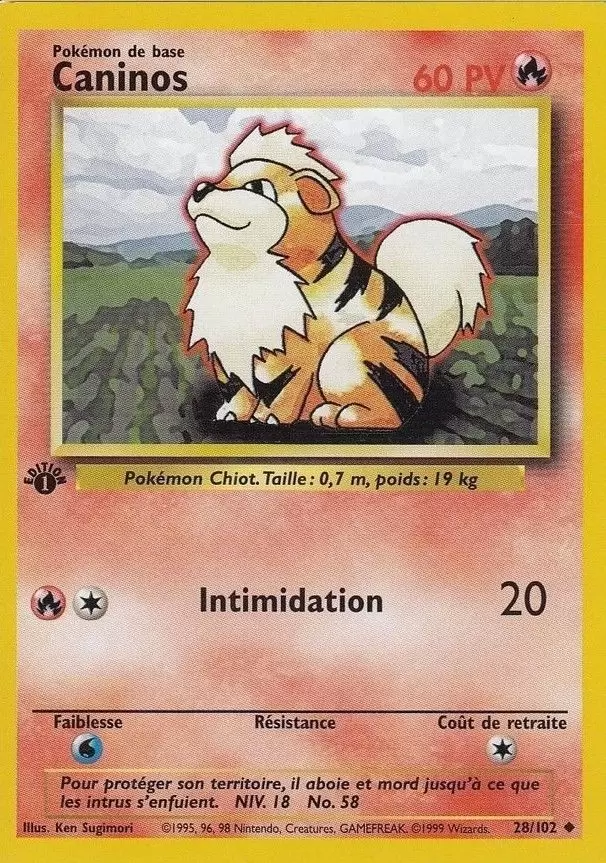 Pokémon de base
Caninos
60 PV
EDITION
1
Pokémon Chiot. Taille : 0,7 m, poids : 19 kg
Intimidation 20
Faiblesse Résistance Coût de retraite
Pour protéger son territoire, il aboie et mord jusqu'à ce que
les intrus s'enfuient. NIV. 18 No. 58
Illus. Ken Sugimori ©1995, 96, 98 Nintendo, Creatures, GAMEFREAK. ©1999 Wizards. 28/102